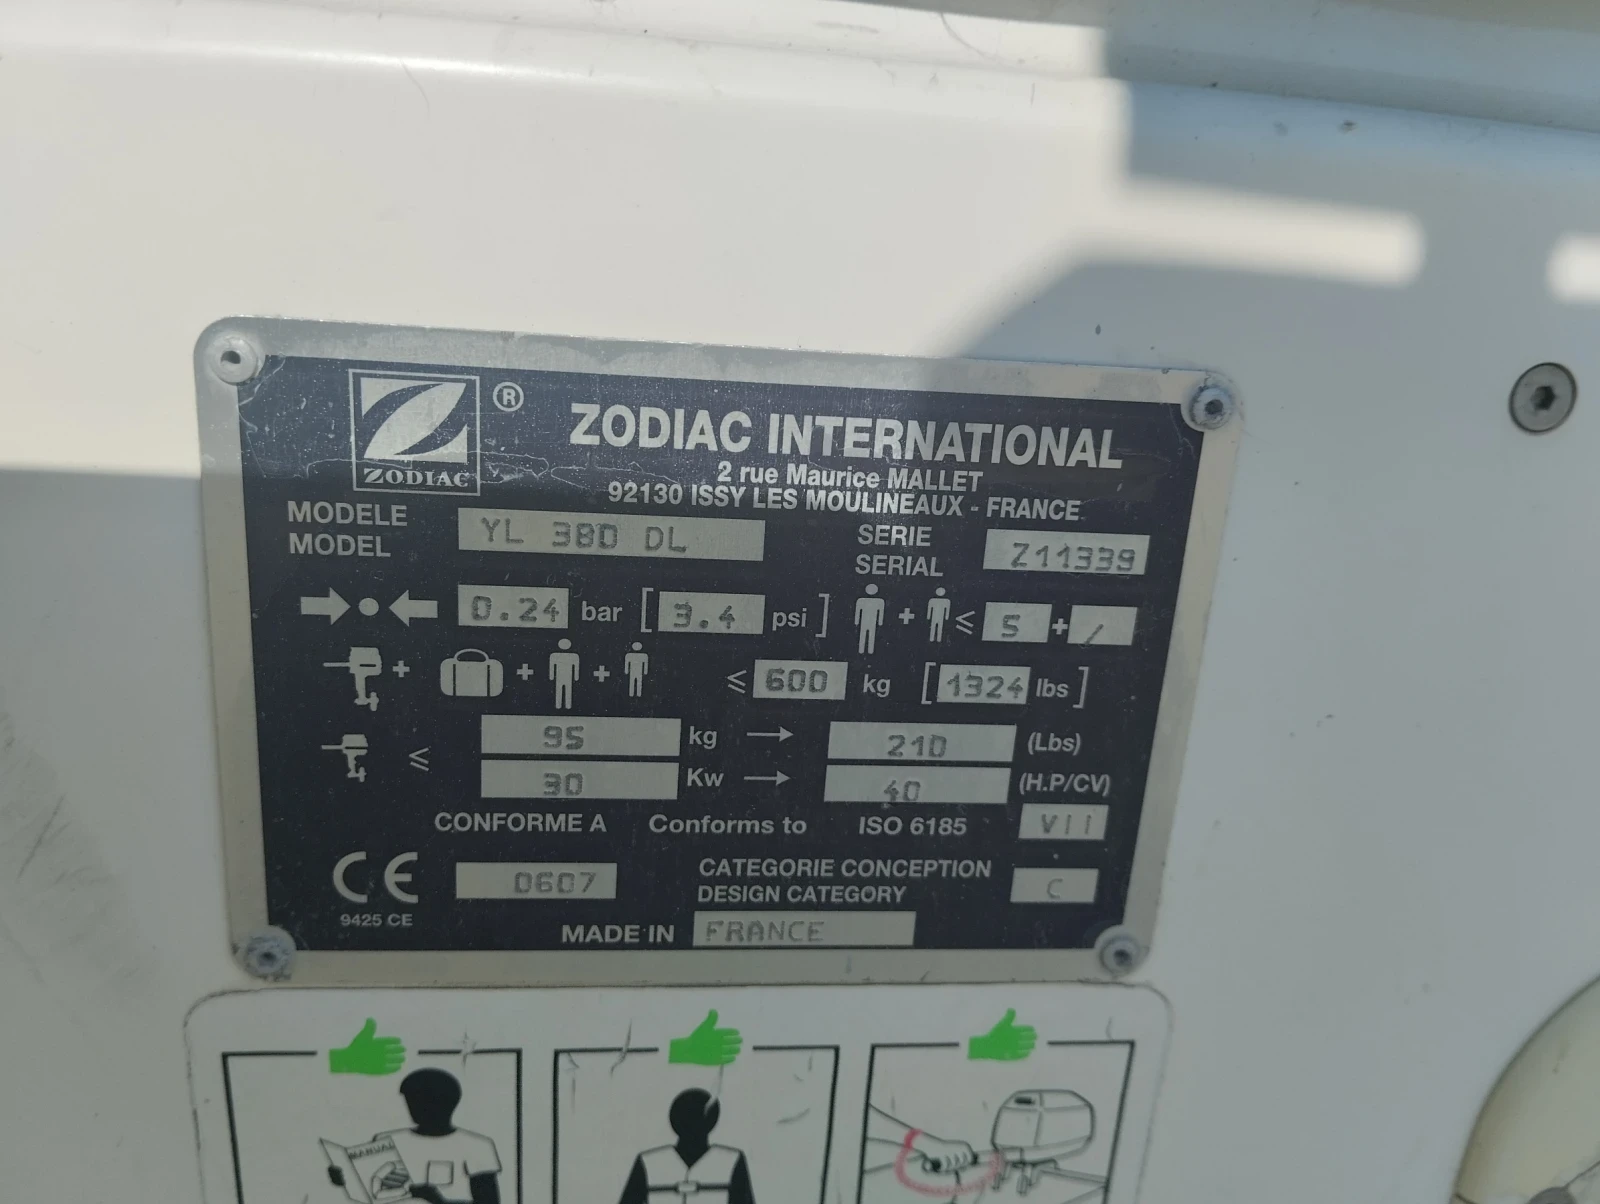 ZODIAC ®
ZODIAC INTERNATIONAL
2 rue Maurice MALLET
92130 ISSY LES MOULINEAUX - FRANCE
MODELE
MODEL
YL 380 DL
SERIE
SERIAL
Z11339
0.24 bar [3.4 psi]
+ ≤ 5 + /
+ + + ≤ 600 kg [1324 lbs]
≤ 95 kg → 210 (Lbs)
30 Kw → 40 (H.P/CV)
CONFORME A Conforms to ISO 6185 VII
CE 0607
9425 CE
CATEGORIE CONCEPTION
DESIGN CATEGORY
C
MADE IN FRANCE
MANUAL